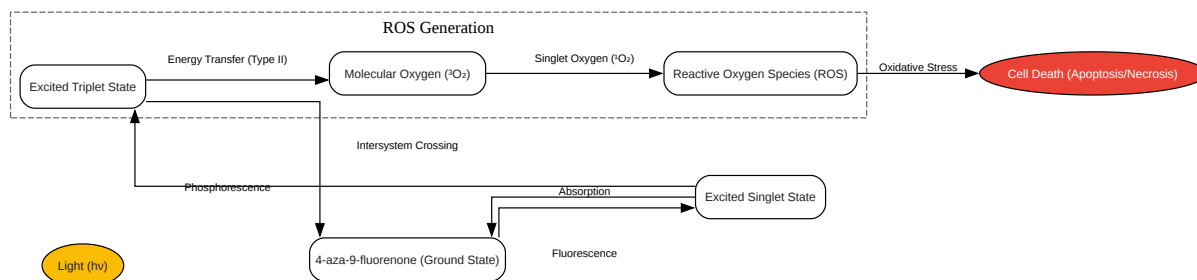 ROS Generation
Energy Transfer (Type II)
Singlet Oxygen (¹O₂)
Excited Triplet State
Molecular Oxygen (³O₂)
Reactive Oxygen Species (ROS)
Oxidative Stress
Cell Death (Apoptosis/Necrosis)
Intersystem Crossing
Phosphorescence
Absorption
Excited Singlet State
Fluorescence
4-aza-9-fluorenone (Ground State)
Light (hν)